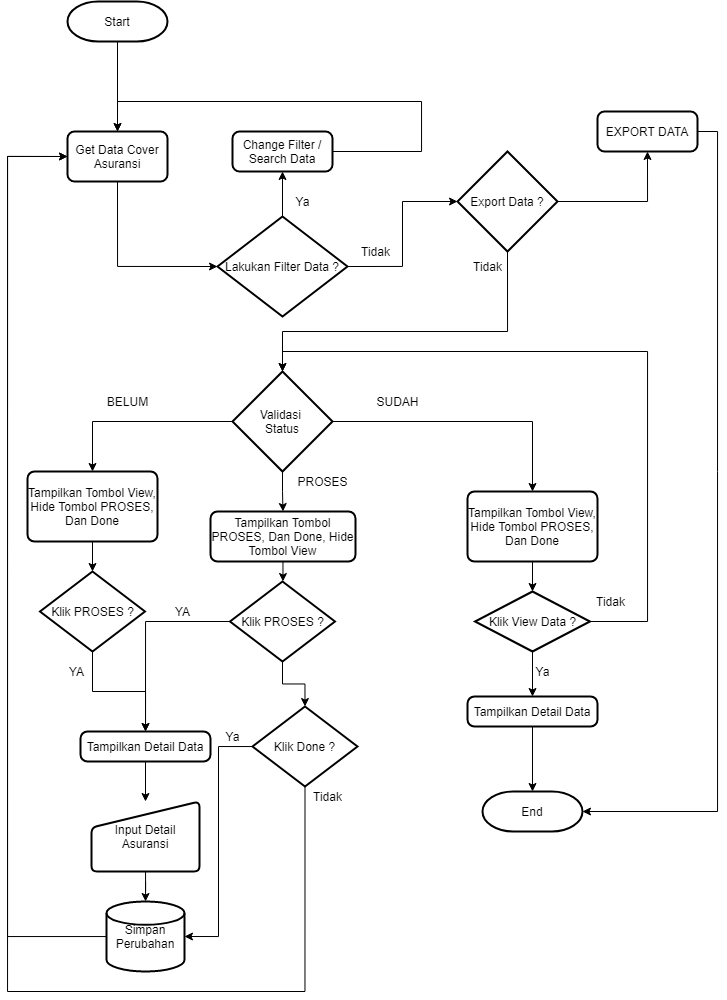 Start
Get Data Cover
Asuransi
Change Filter /
Search Data
EXPORT DATA
Ya
Export Data ?
Lakukan Filter Data ?
Tidak
Tidak
BELUM
Validasi
Status
SUDAH
PROSES
Tampilkan Tombol View,
Hide Tombol PROSES,
Dan Done
Tampilkan Tombol
PROSES, Dan Done, Hide
Tombol View
Tampilkan Tombol View,
Hide Tombol PROSES,
Dan Done
Klik PROSES ?
YA
Klik PROSES ?
Klik View Data ?
Tidak
YA
Ya
Tampilkan Detail Data
Tampilkan Detail Data
Ya
Klik Done ?
Tidak
Input Detail
Asuransi
End
Simpan
Perubahan